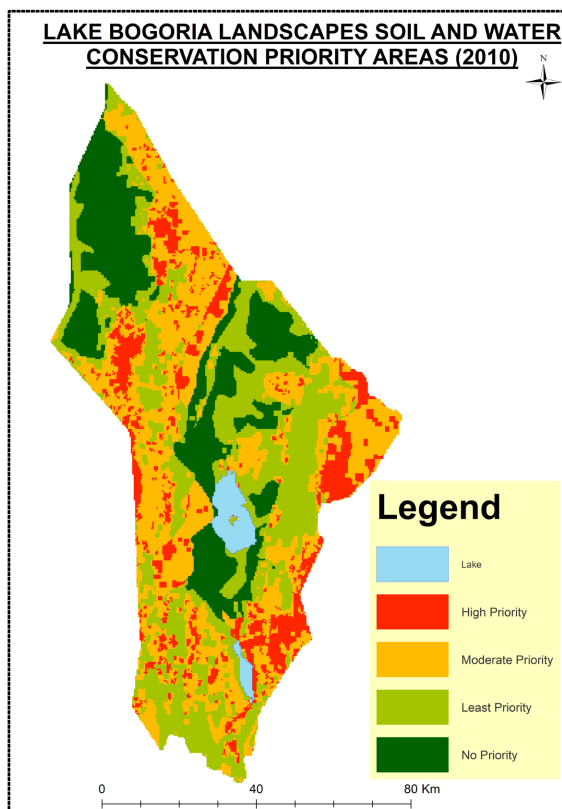 LAKE BOGORIA LANDSCAPES SOIL AND WATER
CONSERVATION PRIORITY AREAS (2010)
N
Legend
Lake
High Priority
Moderate Priority
Least Priority
No Priority
0 40 80 Km